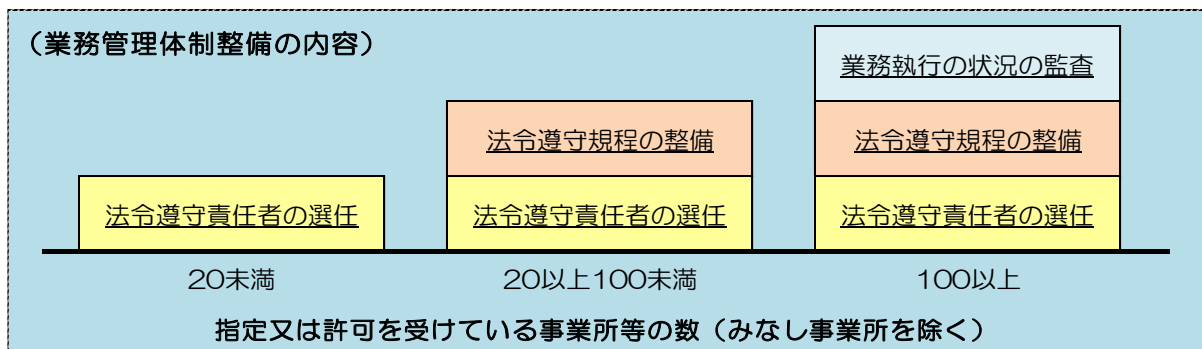 （業務管理体制整備の内容）
業務執行の状況の監査
法令遵守規程の整備
法令遵守規程の整備
法令遵守責任者の選任
法令遵守責任者の選任
法令遵守責任者の選任
20未満
20以上100未満
100以上
指定又は許可を受けている事業所等の数（みなし事業所を除く）